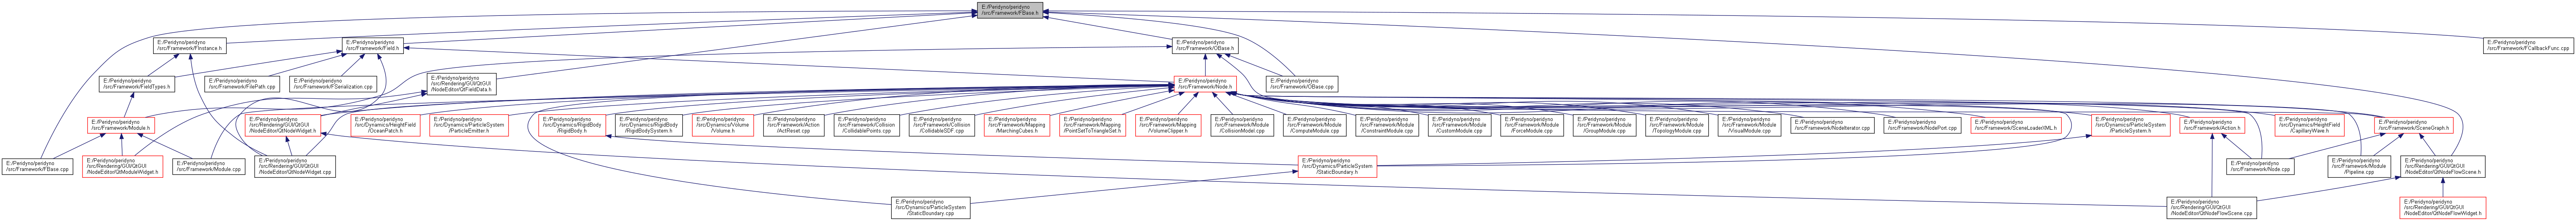 E:/Peridyno/peridyno
/src/Framework/FBase.h
E:/Peridyno/peridyno
/src/Framework/FInstance.h
E:/Peridyno/peridyno
/src/Framework/Field.h
E:/Peridyno/peridyno
/src/Framework/OBase.h
E:/Peridyno/peridyno
/src/Framework/FCallbackFunc.h
E:/Peridyno/peridyno
/src/Framework/FieldTypes.h
E:/Peridyno/peridyno
/src/Framework/FilePath.cpp
E:/Peridyno/peridyno
/src/Framework/FSerialization.cpp
E:/Peridyno/peridyno
/src/Rendering/GUI/QtGUI
/NodeEditor/QtFieldData.h
E:/Peridyno/peridyno
/src/Framework/Node.h
E:/Peridyno/peridyno
/src/Framework/OBase.cpp
E:/Peridyno/peridyno
/src/Framework/Module.h
E:/Peridyno/peridyno
/src/Rendering/GUI/QtGUI
/NodeEditor/QtNodeWidget.h
E:/Peridyno/peridyno
/src/Dynamics/HeightField
/OceanPatch.h
E:/Peridyno/peridyno
/src/Dynamics/ParticleSystem
/ParticleEmitter.h
E:/Peridyno/peridyno
/src/Dynamics/RigidBody
/RigidBody.h
E:/Peridyno/peridyno
/src/Dynamics/RigidBody
/RigidBodySystem.h
E:/Peridyno/peridyno
/src/Dynamics/Volume
/Volume.h
E:/Peridyno/peridyno
/src/Framework/Action
/ActReset.cpp
E:/Peridyno/peridyno
/src/Framework/Collision
/CollidablePoints.cpp
E:/Peridyno/peridyno
/src/Framework/Collision
/CollidableSDF.cpp
E:/Peridyno/peridyno
/src/Framework/Mapping
/MarchingCubes.h
E:/Peridyno/peridyno
/src/Framework/Mapping
/PointSetToTriangleSet.h
E:/Peridyno/peridyno
/src/Framework/Mapping
/VolumeClipper.h
E:/Peridyno/peridyno
/src/Framework/Module
/CollisionModel.cpp
E:/Peridyno/peridyno
/src/Framework/Module
/ComputeModule.cpp
E:/Peridyno/peridyno
/src/Framework/Module
/ConstraintModule.cpp
E:/Peridyno/peridyno
/src/Framework/Module
/CustomModule.cpp
E:/Peridyno/peridyno
/src/Framework/Module
/ForceModule.cpp
E:/Peridyno/peridyno
/src/Framework/Module
/GroupModule.cpp
E:/Peridyno/peridyno
/src/Framework/Module
/TopologyModule.cpp
E:/Peridyno/peridyno
/src/Framework/Module
/VisualModule.cpp
E:/Peridyno/peridyno
/src/Framework/NodeIterator.cpp
E:/Peridyno/peridyno
/src/Framework/NodePort.cpp
E:/Peridyno/peridyno
/src/Framework/SceneLoaderXML.h
E:/Peridyno/peridyno
/src/Dynamics/ParticleSystem
/ParticleSystem.h
E:/Peridyno/peridyno
/src/Framework/Action.h
E:/Peridyno/peridyno
/src/Dynamics/HeightField
/CapillaryWave.h
E:/Peridyno/peridyno
/src/Framework/SceneGraph.h
E:/Peridyno/peridyno
/src/Framework/FBase.cpp
E:/Peridyno/peridyno
/src/Rendering/GUI/QtGUI
/NodeEditor/QtModuleWidget.h
E:/Peridyno/peridyno
/src/Framework/Module.cpp
E:/Peridyno/peridyno
/src/Rendering/GUI/QtGUI
/NodeEditor/QtNodeWidget.cpp
E:/Peridyno/peridyno
/src/Dynamics/ParticleSystem
/StaticBoundary.h
E:/Peridyno/peridyno
/src/Framework/Node.cpp
E:/Peridyno/peridyno
/src/Framework/Module
/Pipeline.cpp
E:/Peridyno/peridyno
/src/Rendering/GUI/QtGUI
/NodeEditor/QtNodeFlowScene.h
E:/Peridyno/peridyno
/src/Dynamics/ParticleSystem
/StaticBoundary.cpp
E:/Peridyno/peridyno
/src/Rendering/GUI/QtGUI
/NodeEditor/QtNodeFlowScene.cpp
E:/Peridyno/peridyno
/src/Rendering/GUI/QtGUI
/NodeEditor/QtNodeFlowWidget.h